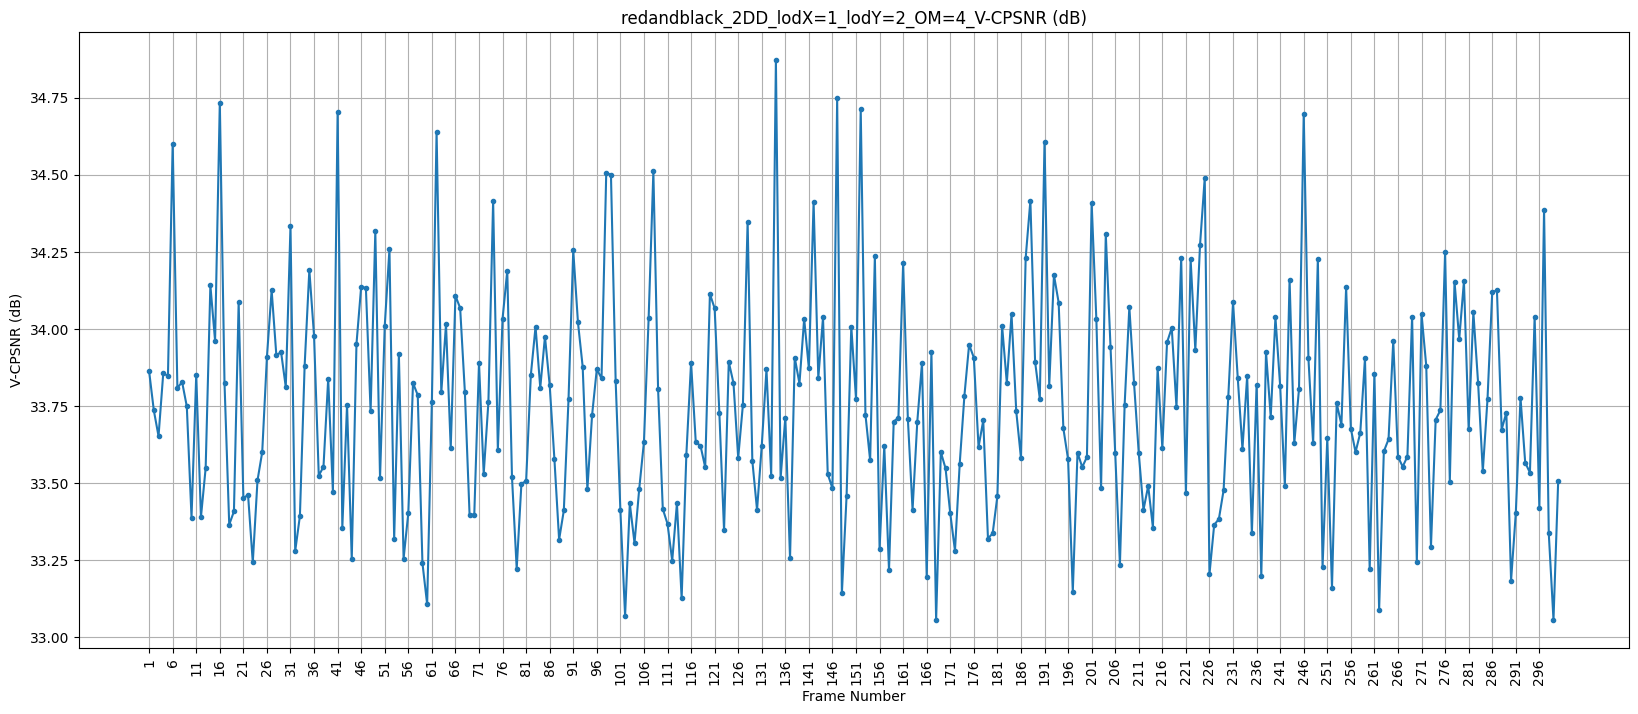 redandblack_2DD_lodX=1_lodY=2_OM=4_V-CPSNR (dB)
V-CPSNR (dB)
34.75
34.50
34.25
34.00
33.75
33.50
33.25
33.00
1 6 11 16 21 26 31 36 41 46 51 56 61 66 71 76 81 86 91 96 101 106 111 116 121 126 131 136 141 146 151 156 161 166 171 176 181 186 191 196 201 206 211 216 221 226 231 236 241 246 251 256 261 266 271 276 281 286 291 296
Frame Number